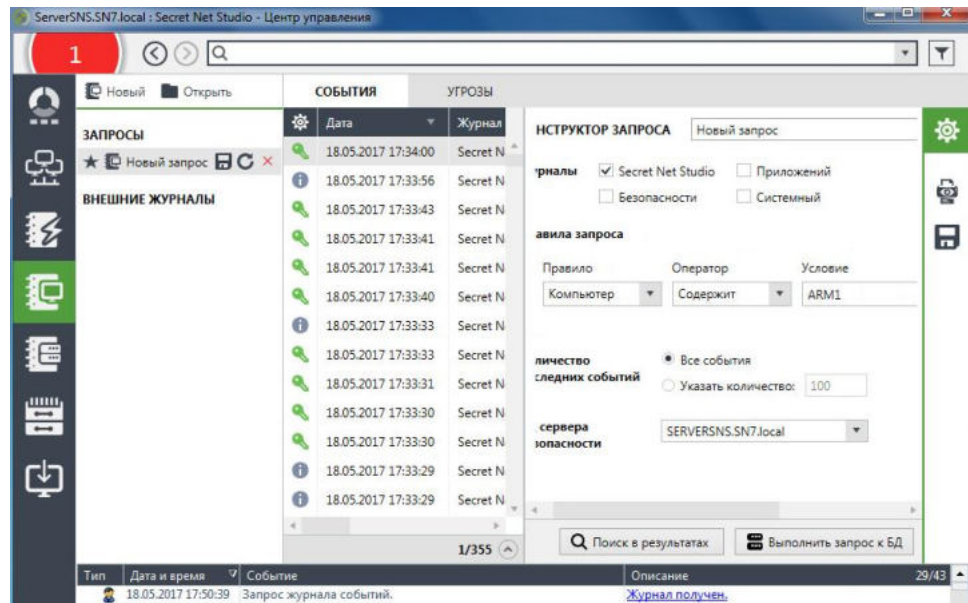 ServerSNS.SN7.local : Secret Net Studio - Центр управления
1
Новый Открыть
СОБЫТИЯ УГРОЗЫ
ЗАПРОСЫ
Новый запрос
ВНЕШНИЕ ЖУРНАЛЫ
Дата Журнал
18.05.2017 17:34:00 Secret N
18.05.2017 17:33:56 Secret N
18.05.2017 17:33:43 Secret N
18.05.2017 17:33:41 Secret N
18.05.2017 17:33:41 Secret N
18.05.2017 17:33:40 Secret N
18.05.2017 17:33:33 Secret N
18.05.2017 17:33:33 Secret N
18.05.2017 17:33:31 Secret N
18.05.2017 17:33:30 Secret N
18.05.2017 17:33:30 Secret N
18.05.2017 17:33:29 Secret N
18.05.2017 17:33:29 Secret N
1/355
НСТРУКТОР ЗАПРОСА Новый запрос
рналы Secret Net Studio Приложений
Безопасности Системный
авила запроса
Правило Оператор Условие
Компьютер Содержит ARM1
личество
следних событий
Все события
Указать количество: 100
сервера
зопасности
SERVERSNS.SN7.local
Поиск в результатах Выполнить запрос к БД
Тип Дата и время Событие Описание 29/43
18.05.2017 17:50:39 Запрос журнала событий. Журнал получен.